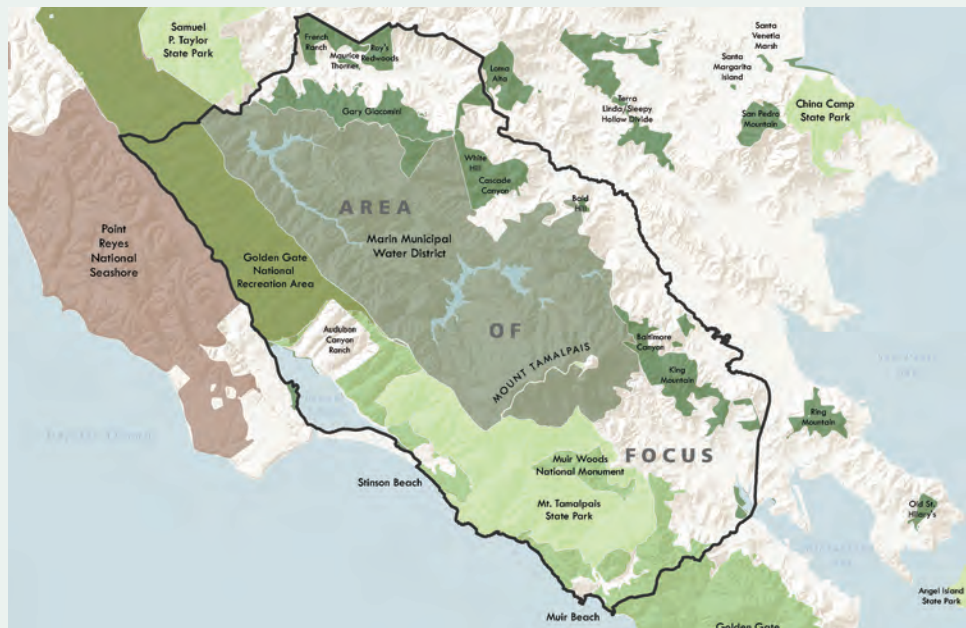 Samuel
P. Taylor
State Park
French
Ranch
Maurice
Thorner
Roy's
Redwoods
Loma
Alta
Santa
Venetia
Marsh
Santa
Margarita
Island
Terra
Linda/Sleepy
Hollow Divide
San Pedro
Mountain
China Camp
State Park
Gary Giacomini
White
Hill
Cascade
Canyon
Bald
Hill
AREA
Marin Municipal
Water District
Point
Reyes
National
Seashore
Golden Gate
National
Recreation Area
Audubon
Canyon
Ranch
OF
MOUNT TAMALPAIS
Baltimore
Canyon
King
Mountain
Ring
Mountain
FOCUS
Muir Woods
National Monument
Stinson Beach
Mt. Tamalpais
State Park
Old St.
Hilary's
Angel Island
State Park
Muir Beach
Golden Gate